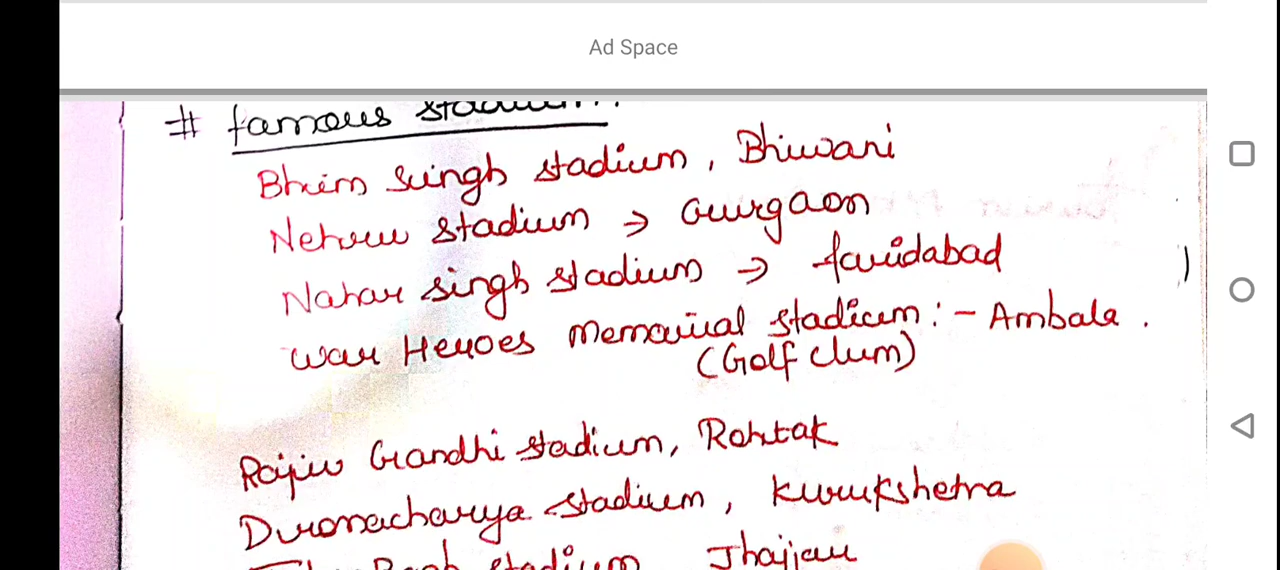 Ad Space
# famous stadium :
Bhim Singh stadium , Bhiwani
Nehru stadium → Gurgaon
Nahar singh stadium → faridabad
War Heroes Memorial stadium : - Ambala .
(Golf clum)
Rajiv Gandhi stadium, Rohtak
Dronacharya stadium , Kurukshetra
stadium Jhajjar